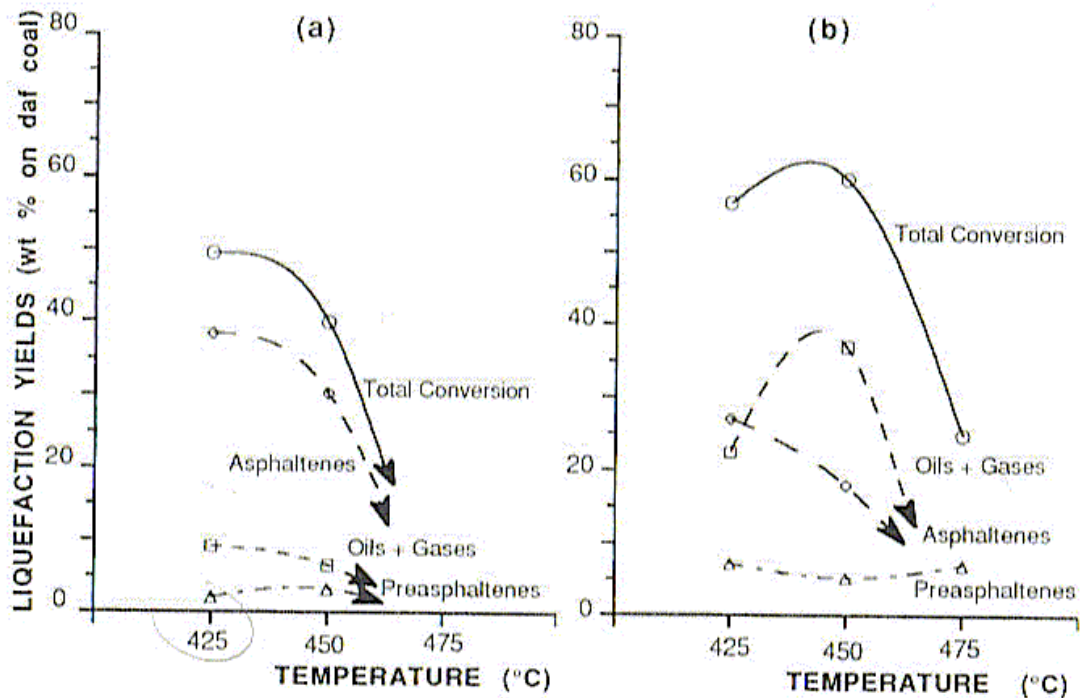 (a)
LIQUEFACTION YIELDS (wt % on daf coal)
80
60
40
20
0
Total Conversion
Asphaltenes
Oils + Gases
Preasphaltenes
425 450 475
TEMPERATURE (°C)
(b)
80
60
40
20
0
Total Conversion
Oils + Gases
Asphaltenes
Preasphaltenes
425 450 475
TEMPERATURE (°C)